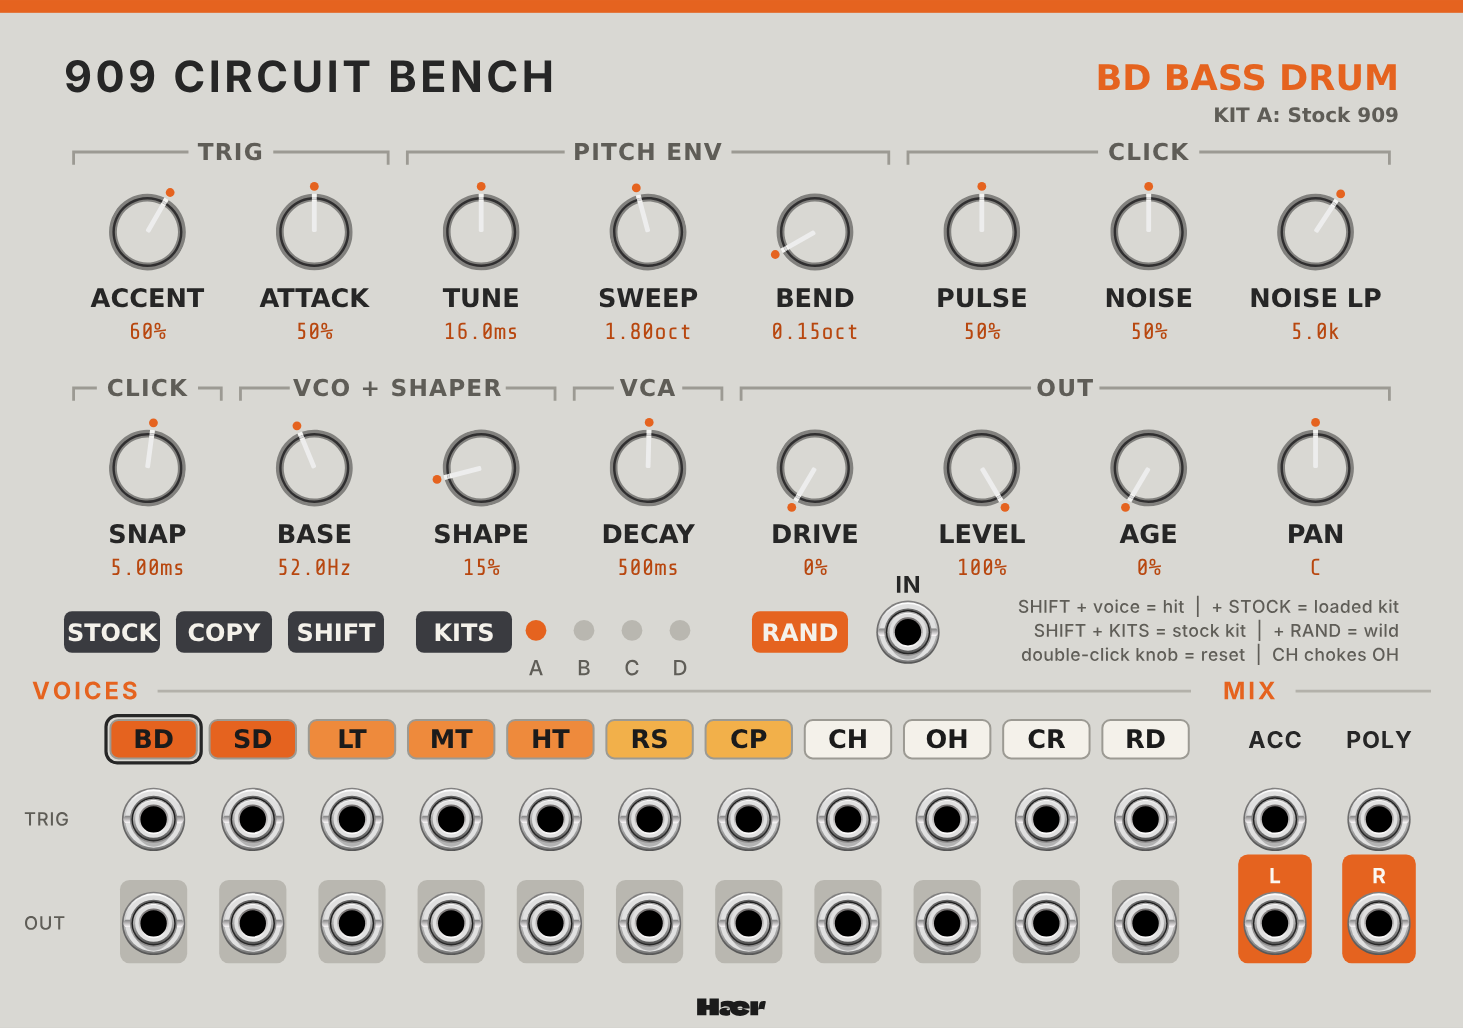 909 CIRCUIT BENCH
BD BASS DRUM
KIT A: Stock 909
TRIG PITCH ENV CLICK
ACCENT ATTACK TUNE SWEEP BEND PULSE NOISE NOISE LP
60% 50% 16.0ms 1.80oct 0.15oct 50% 50% 5.0k
CLICK VCO + SHAPER VCA OUT
SNAP BASE SHAPE DECAY DRIVE LEVEL AGE PAN
5.00ms 52.0Hz 15% 500ms 0% 100% 0% C
IN
STOCK COPY SHIFT KITS RAND
A B C D
SHIFT + voice = hit | + STOCK = loaded kit
SHIFT + KITS = stock kit | + RAND = wild
double-click knob = reset | CH chokes OH
VOICES MIX
BD SD LT MT HT RS CP CH OH CR RD ACC POLY
TRIG
L R
OUT
Hær